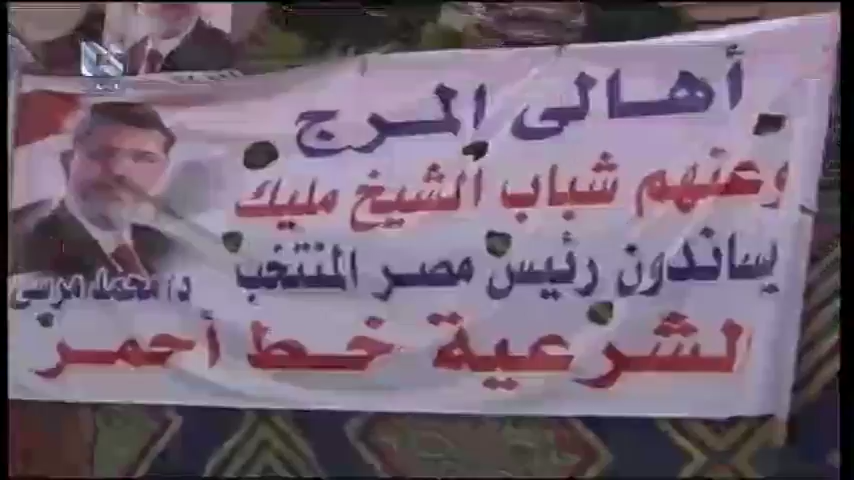 أهالى المرج
وعنهم شباب الشيخ مليك
يساندون رئيس مصر المنتخب
د/ محمد مرسى
الشرعية خط أحمر